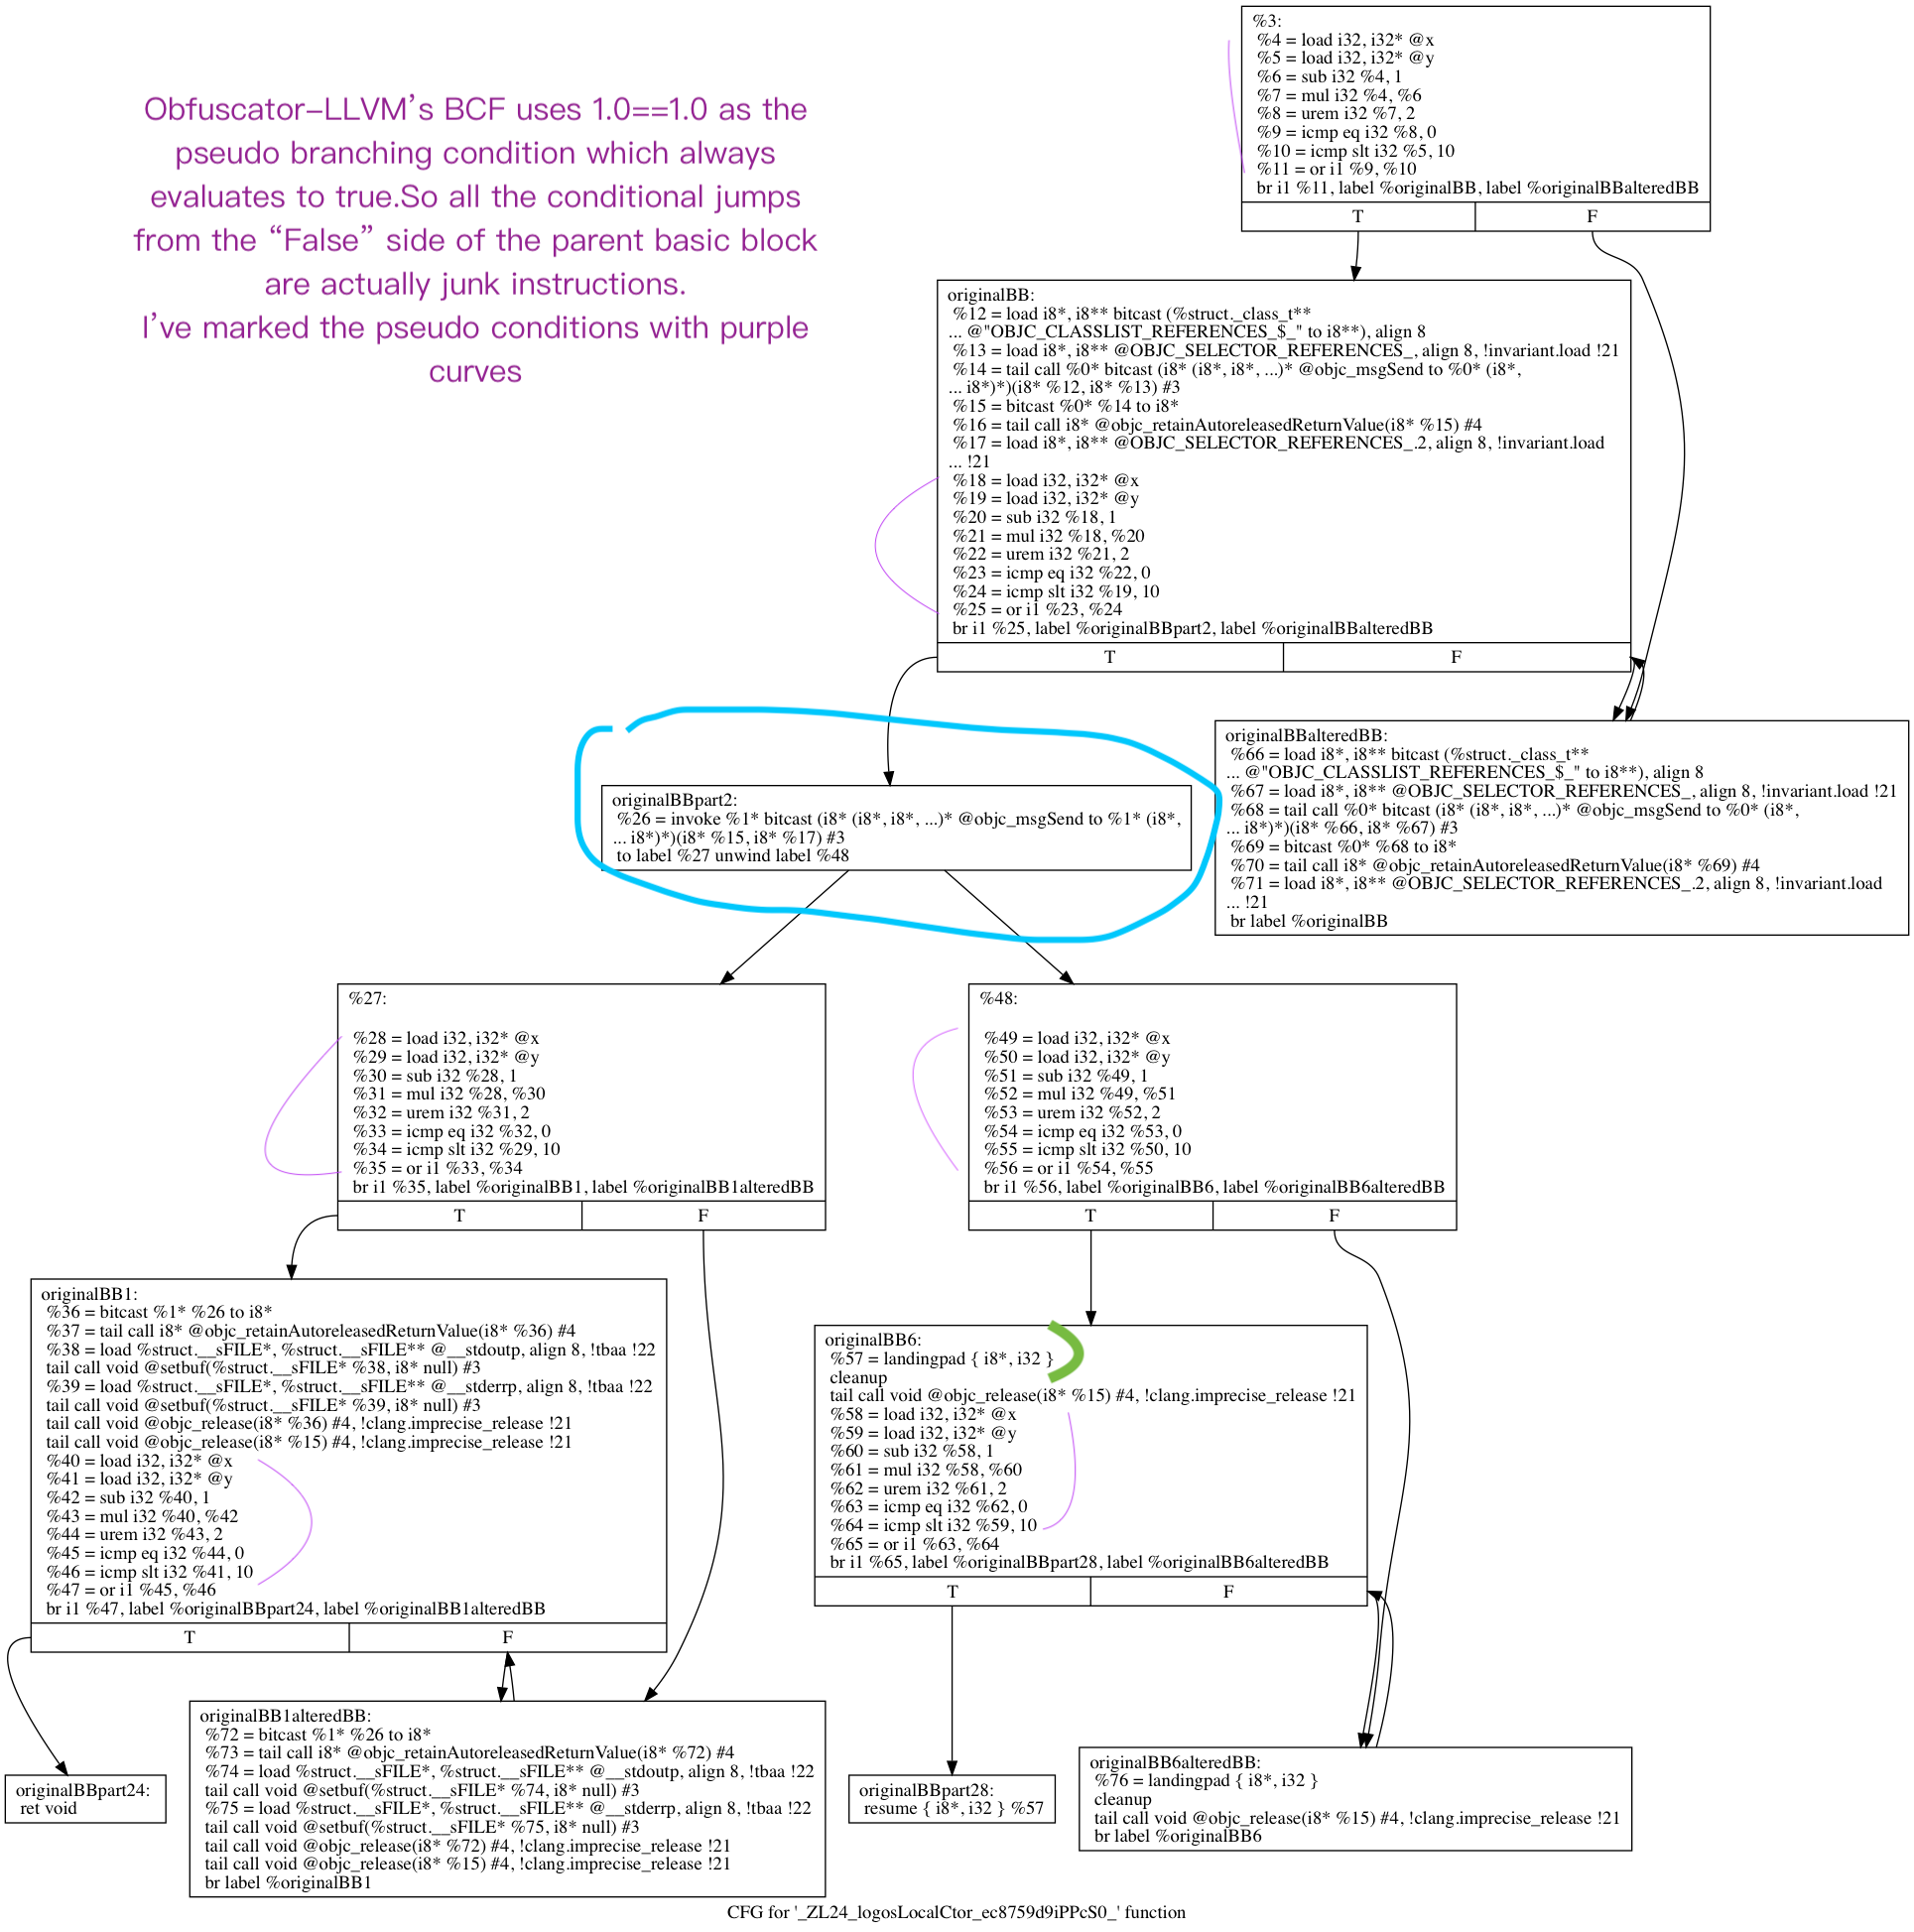 Obfuscator-LLVM's BCF uses 1.0==1.0 as the
pseudo branching condition which always
evaluates to true.So all the conditional jumps
from the “False” side of the parent basic block
are actually junk instructions.
I've marked the pseudo conditions with purple
curves
%3:
%4 = load i32, i32* @x
%5 = load i32, i32* @y
%6 = sub i32 %4, 1
%7 = mul i32 %4, %6
%8 = urem i32 %7, 2
%9 = icmp eq i32 %8, 0
%10 = icmp slt i32 %5, 10
%11 = or i1 %9, %10
br i1 %11, label %originalBB, label %originalBBalteredBB
T F
originalBB:
%12 = load i8*, i8** bitcast (%struct._class_t**
... @"OBJC_CLASSLIST_REFERENCES_$_" to i8**), align 8
%13 = load i8*, i8** @OBJC_SELECTOR_REFERENCES_, align 8, !invariant.load !21
%14 = tail call %0* bitcast (i8* (i8*, i8*, ...)* @objc_msgSend to %0* (i8*,
... i8*)*)(i8* %12, i8* %13) #3
%15 = bitcast %0* %14 to i8*
%16 = tail call i8* @objc_retainAutoreleasedReturnValue(i8* %15) #4
%17 = load i8*, i8** @OBJC_SELECTOR_REFERENCES_.2, align 8, !invariant.load
... !21
%18 = load i32, i32* @x
%19 = load i32, i32* @y
%20 = sub i32 %18, 1
%21 = mul i32 %18, %20
%22 = urem i32 %21, 2
%23 = icmp eq i32 %22, 0
%24 = icmp slt i32 %19, 10
%25 = or i1 %23, %24
br i1 %25, label %originalBBpart2, label %originalBBalteredBB
T F
originalBBalteredBB:
%66 = load i8*, i8** bitcast (%struct._class_t**
... @"OBJC_CLASSLIST_REFERENCES_$_" to i8**), align 8
%67 = load i8*, i8** @OBJC_SELECTOR_REFERENCES_, align 8, !invariant.load !21
%68 = tail call %0* bitcast (i8* (i8*, i8*, ...)* @objc_msgSend to %0* (i8*,
... i8*)*)(i8* %66, i8* %67) #3
%69 = bitcast %0* %68 to i8*
%70 = tail call i8* @objc_retainAutoreleasedReturnValue(i8* %69) #4
%71 = load i8*, i8** @OBJC_SELECTOR_REFERENCES_.2, align 8, !invariant.load
... !21
br label %originalBB
originalBBpart2:
%26 = invoke %1* bitcast (i8* (i8*, i8*, ...)* @objc_msgSend to %1* (i8*,
... i8*)*)(i8* %15, i8* %17) #3
to label %27 unwind label %48
%27:
%28 = load i32, i32* @x
%29 = load i32, i32* @y
%30 = sub i32 %28, 1
%31 = mul i32 %28, %30
%32 = urem i32 %31, 2
%33 = icmp eq i32 %32, 0
%34 = icmp slt i32 %29, 10
%35 = or i1 %33, %34
br i1 %35, label %originalBB1, label %originalBB1alteredBB
T F
%48:
%49 = load i32, i32* @x
%50 = load i32, i32* @y
%51 = sub i32 %49, 1
%52 = mul i32 %49, %51
%53 = urem i32 %52, 2
%54 = icmp eq i32 %53, 0
%55 = icmp slt i32 %50, 10
%56 = or i1 %54, %55
br i1 %56, label %originalBB6, label %originalBB6alteredBB
T F
originalBB1:
%36 = bitcast %1* %26 to i8*
%37 = tail call i8* @objc_retainAutoreleasedReturnValue(i8* %36) #4
%38 = load %struct.__sFILE*, %struct.__sFILE** @__stdoutp, align 8, !tbaa !22
tail call void @setbuf(%struct.__sFILE* %38, i8* null) #3
%39 = load %struct.__sFILE*, %struct.__sFILE** @__stderrp, align 8, !tbaa !22
tail call void @setbuf(%struct.__sFILE* %39, i8* null) #3
tail call void @objc_release(i8* %36) #4, !clang.imprecise_release !21
tail call void @objc_release(i8* %15) #4, !clang.imprecise_release !21
%40 = load i32, i32* @x
%41 = load i32, i32* @y
%42 = sub i32 %40, 1
%43 = mul i32 %40, %42
%44 = urem i32 %43, 2
%45 = icmp eq i32 %44, 0
%46 = icmp slt i32 %41, 10
%47 = or i1 %45, %46
br i1 %47, label %originalBBpart24, label %originalBB1alteredBB
T F
originalBB6:
%57 = landingpad { i8*, i32 }
cleanup
tail call void @objc_release(i8* %15) #4, !clang.imprecise_release !21
%58 = load i32, i32* @x
%59 = load i32, i32* @y
%60 = sub i32 %58, 1
%61 = mul i32 %58, %60
%62 = urem i32 %61, 2
%63 = icmp eq i32 %62, 0
%64 = icmp slt i32 %59, 10
%65 = or i1 %63, %64
br i1 %65, label %originalBBpart28, label %originalBB6alteredBB
T F
originalBBpart24:
ret void
originalBB1alteredBB:
%72 = bitcast %1* %26 to i8*
%73 = tail call i8* @objc_retainAutoreleasedReturnValue(i8* %72) #4
%74 = load %struct.__sFILE*, %struct.__sFILE** @__stdoutp, align 8, !tbaa !22
tail call void @setbuf(%struct.__sFILE* %74, i8* null) #3
%75 = load %struct.__sFILE*, %struct.__sFILE** @__stderrp, align 8, !tbaa !22
tail call void @setbuf(%struct.__sFILE* %75, i8* null) #3
tail call void @objc_release(i8* %72) #4, !clang.imprecise_release !21
tail call void @objc_release(i8* %15) #4, !clang.imprecise_release !21
br label %originalBB1
originalBBpart28:
resume { i8*, i32 } %57
originalBB6alteredBB:
%76 = landingpad { i8*, i32 }
cleanup
tail call void @objc_release(i8* %15) #4, !clang.imprecise_release !21
br label %originalBB6
CFG for '_ZL24_logosLocalCtor_ec8759d9iPPcS0_' function